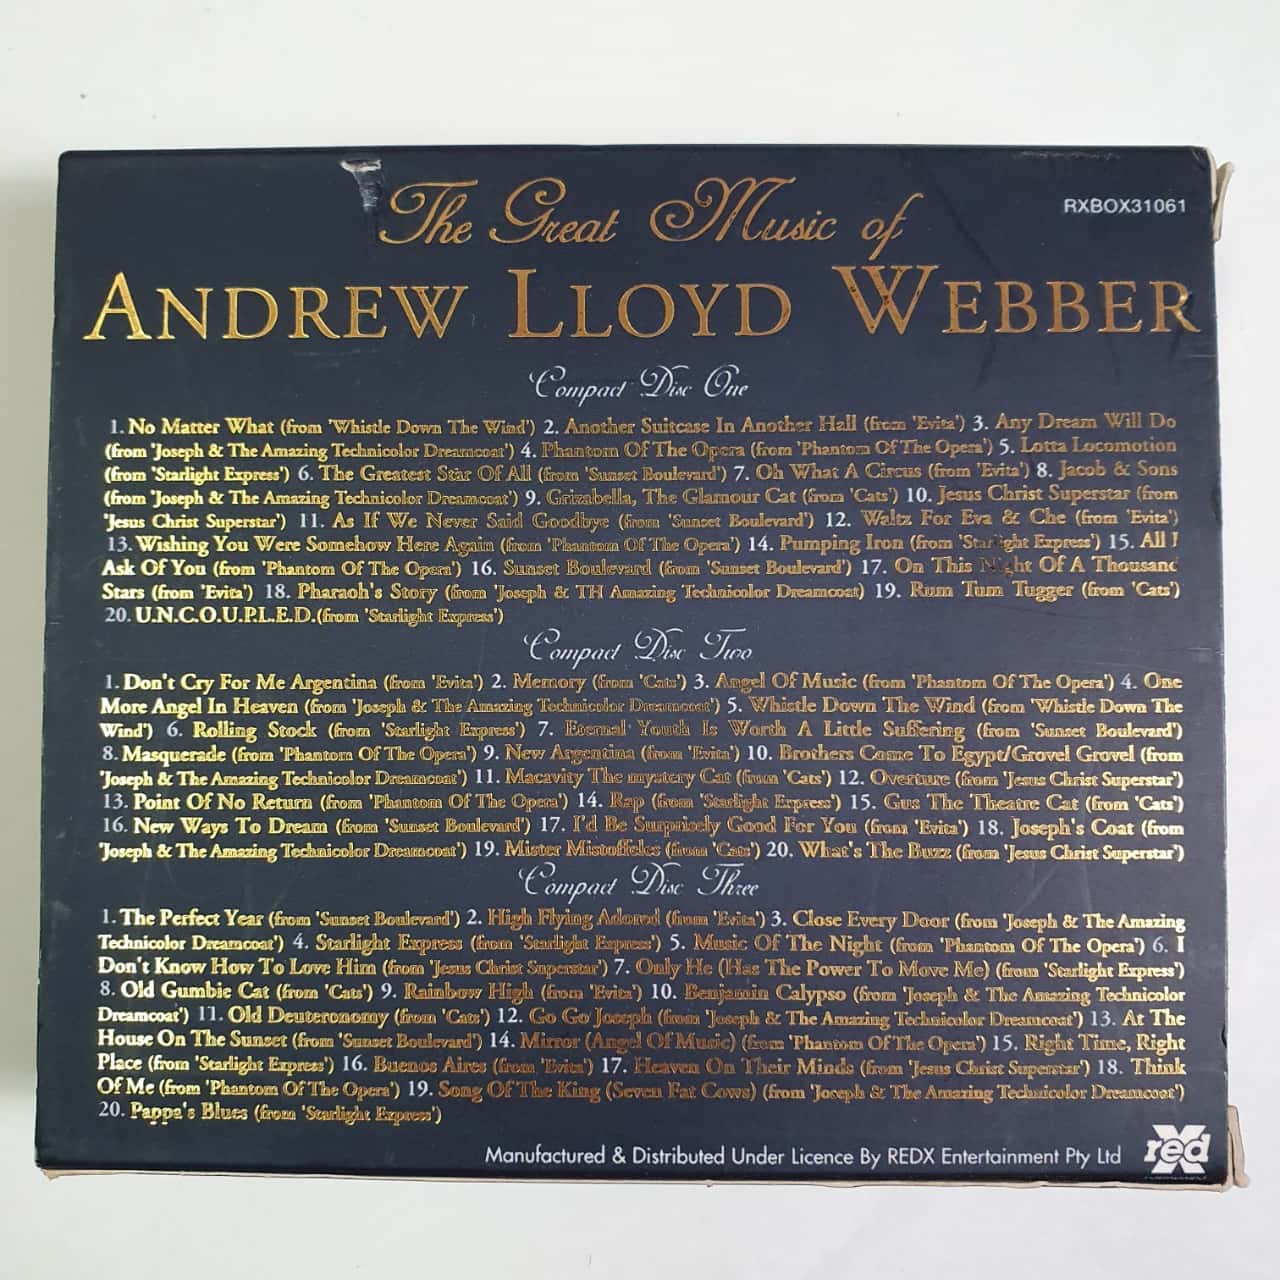 The Great Music of
RXBOX31061
ANDREW LLOYD WEBBER
Compact Disc One
1. No Matter What (from 'Whistle Down The Wind') 2. Another Suitcase In Another Hall (from 'Evita') 3. Any Dream Will Do
(from 'Joseph & The Amazing Technicolor Dreamcoat') 4. Phantom Of The Opera (from 'Phantom Of The Opera') 5. Lotta Locomotion
(from 'Starlight Express') 6. The Greatest Star Of All (from 'Sunset Boulevard') 7. Oh What A Circus (from 'Evita') 8. Jacob & Sons
(from 'Joseph & The Amazing Technicolor Dreamcoat') 9. Grizabella, The Glamour Cat (from 'Cats') 10. Jesus Christ Superstar (from
'Jesus Christ Superstar') 11. As If We Never Said Goodbye (from 'Sunset Boulevard') 12. Waltz For Eva & Che (from 'Evita')
13. Wishing You Were Somehow Here Again (from 'Phantom Of The Opera') 14. Pumping Iron (from 'Starlight Express') 15. All I
Ask Of You (from 'Phantom Of The Opera') 16. Sunset Boulevard (from 'Sunset Boulevard') 17. On This Night Of A Thousand
Stars (from 'Evita') 18. Pharaoh's Story (from 'Joseph & TH Amazing Technicolor Dreamcoat) 19. Rum Tum Tugger (from 'Cats')
20. U.N.C.O.U.P.L.E.D.(from 'Starlight Express')
Compact Disc Two
1. Don't Cry For Me Argentina (from 'Evita') 2. Memory (from 'Cats') 3. Angel Of Music (from 'Phantom Of The Opera') 4. One
More Angel In Heaven (from 'Joseph & The Amazing Technicolor Dreamcoat') 5. Whistle Down The Wind (from 'Whistle Down The
Wind') 6. Rolling Stock (from 'Starlight Express') 7. Eternal Youth Is Worth A Little Suffering (from 'Sunset Boulevard')
8. Masquerade (from 'Phantom Of The Opera') 9. New Argentina (from 'Evita') 10. Brothers Come To Egypt/Grovel Grovel (from
'Joseph & The Amazing Technicolor Dreamcoat') 11. Macavity The mystery Cat (from 'Cats') 12. Overture (from 'Jesus Christ Superstar')
13. Point Of No Return (from 'Phantom Of The Opera') 14. Rap (from 'Starlight Express') 15. Gus The Theatre Cat (from 'Cats')
16. New Ways To Dream (from 'Sunset Boulevard') 17. I'd Be Surprisely Good For You (from 'Evita') 18. Joseph's Coat (from
'Joseph & The Amazing Technicolor Dreamcoat') 19. Mister Mistoffeles (from 'Cats') 20. What's The Buzz (from 'Jesus Christ Superstar')
Compact Disc Three
1. The Perfect Year (from 'Sunset Boulevard') 2. High Flying Adored (from 'Evita') 3. Close Every Door (from 'Joseph & The Amazing
Technicolor Dreamcoat') 4. Starlight Express (from 'Starlight Express') 5. Music Of The Night (from 'Phantom Of The Opera') 6. I
Don't Know How To Love Him (from 'Jesus Christ Superstar') 7. Only He (Has The Power To Move Me) (from 'Starlight Express')
8. Old Gumbie Cat (from 'Cats') 9. Rainbow High (from 'Evita') 10. Benjamin Calypso (from 'Joseph & The Amazing Technicolor
Dreamcoat') 11. Old Deuteronomy (from 'Cats') 12. Go Go Joseph (from 'Joseph & The Amazing Technicolor Dreamcoat') 13. At The
House On The Sunset (from 'Sunset Boulevard') 14. Mirror (Angel Of Music) (from 'Phantom Of The Opera') 15. Right Time, Right
Place (from 'Starlight Express') 16. Buenos Aires (from 'Evita') 17. Heaven On Their Minds (from 'Jesus Christ Superstar') 18. Think
Of Me (from 'Phantom Of The Opera') 19. Song Of The King (Seven Fat Cows) (from 'Joseph & The Amazing Technicolor Dreamcoat')
20. Pappa's Blues (from 'Starlight Express')
Manufactured & Distributed Under Licence By REDX Entertainment Pty Ltd
red X